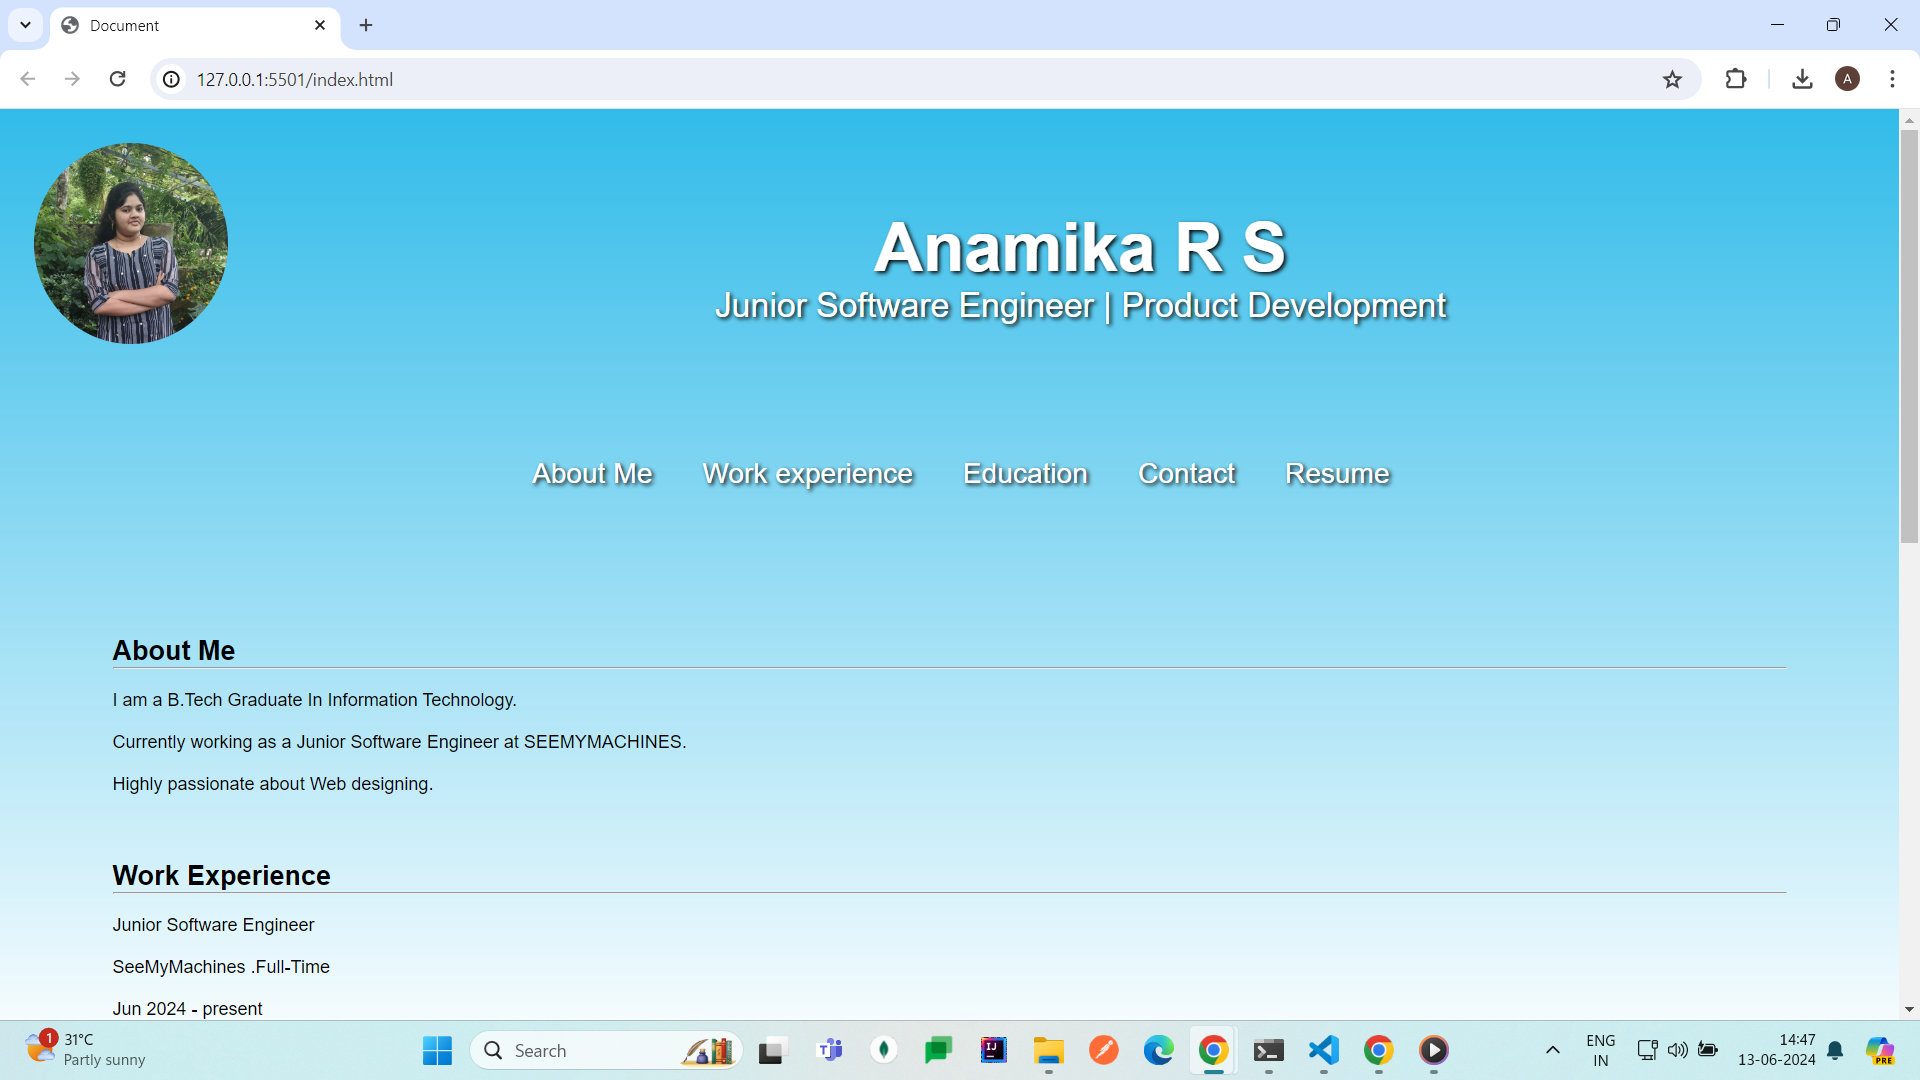 Document
127.0.0.1:5501/index.html
A
Anamika R S
Junior Software Engineer | Product Development
About Me Work experience Education Contact Resume
About Me
I am a B.Tech Graduate In Information Technology.
Currently working as a Junior Software Engineer at SEEMYMACHINES.
Highly passionate about Web designing.
Work Experience
Junior Software Engineer
SeeMyMachines .Full-Time
Jun 2024 - present
1
31°C
Partly sunny
Search
T
IJ
ENG
IN
14:47
13-06-2024
PRE